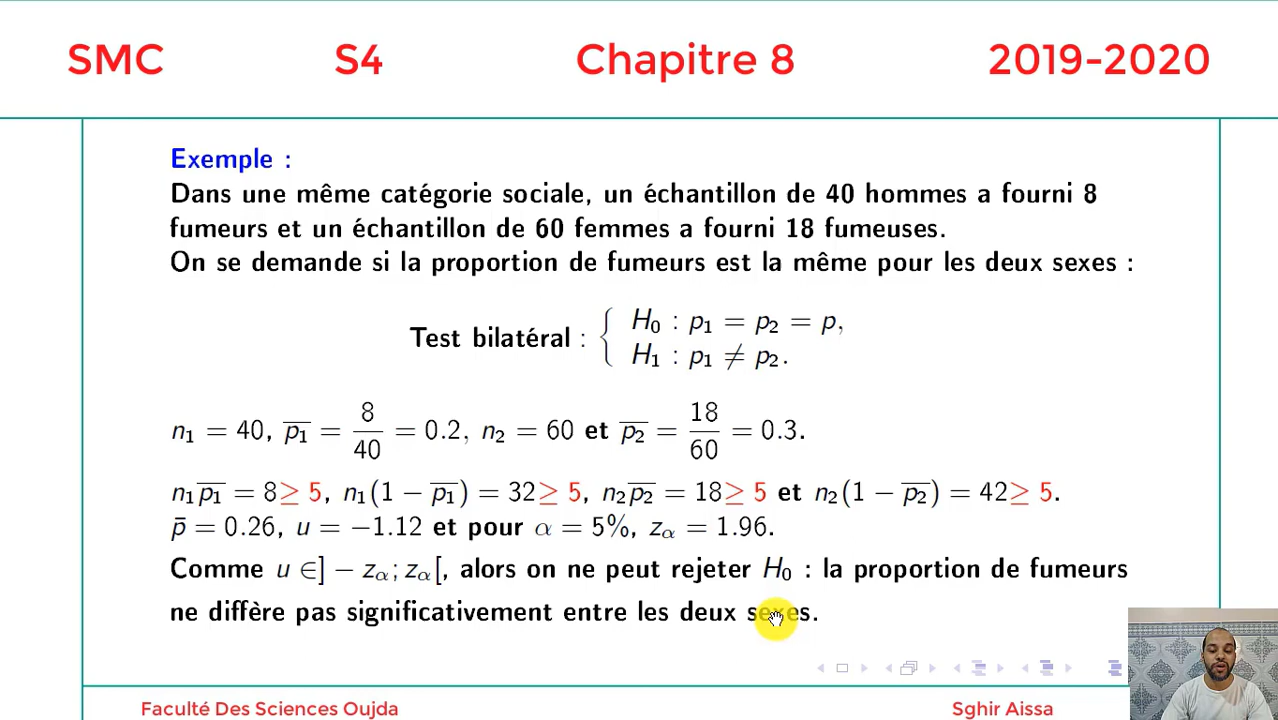 SMC S4 Chapitre 8 2019-2020
Exemple :
Dans une même catégorie sociale, un échantillon de 40 hommes a fourni 8
fumeurs et un échantillon de 60 femmes a fourni 18 fumeuses.
On se demande si la proportion de fumeurs est la même pour les deux sexes :
Test bilatéral : { H₀ : p₁ = p₂ = p,
H₁ : p₁ ≠ p₂.
n₁ = 40, p̅₁ = 8/40 = 0.2, n₂ = 60 et p̅₂ = 18/60 = 0.3.
n₁p̅₁ = 8≥ 5, n₁(1 − p̅₁) = 32≥ 5, n₂p̅₂ = 18≥ 5 et n₂(1 − p̅₂) = 42≥ 5.
p̄ = 0.26, u = −1.12 et pour α = 5%, zα = 1.96.
Comme u ∈] − zα; zα[, alors on ne peut rejeter H₀ : la proportion de fumeurs
ne diffère pas significativement entre les deux sexes.
Faculté Des Sciences Oujda Sghir Aissa